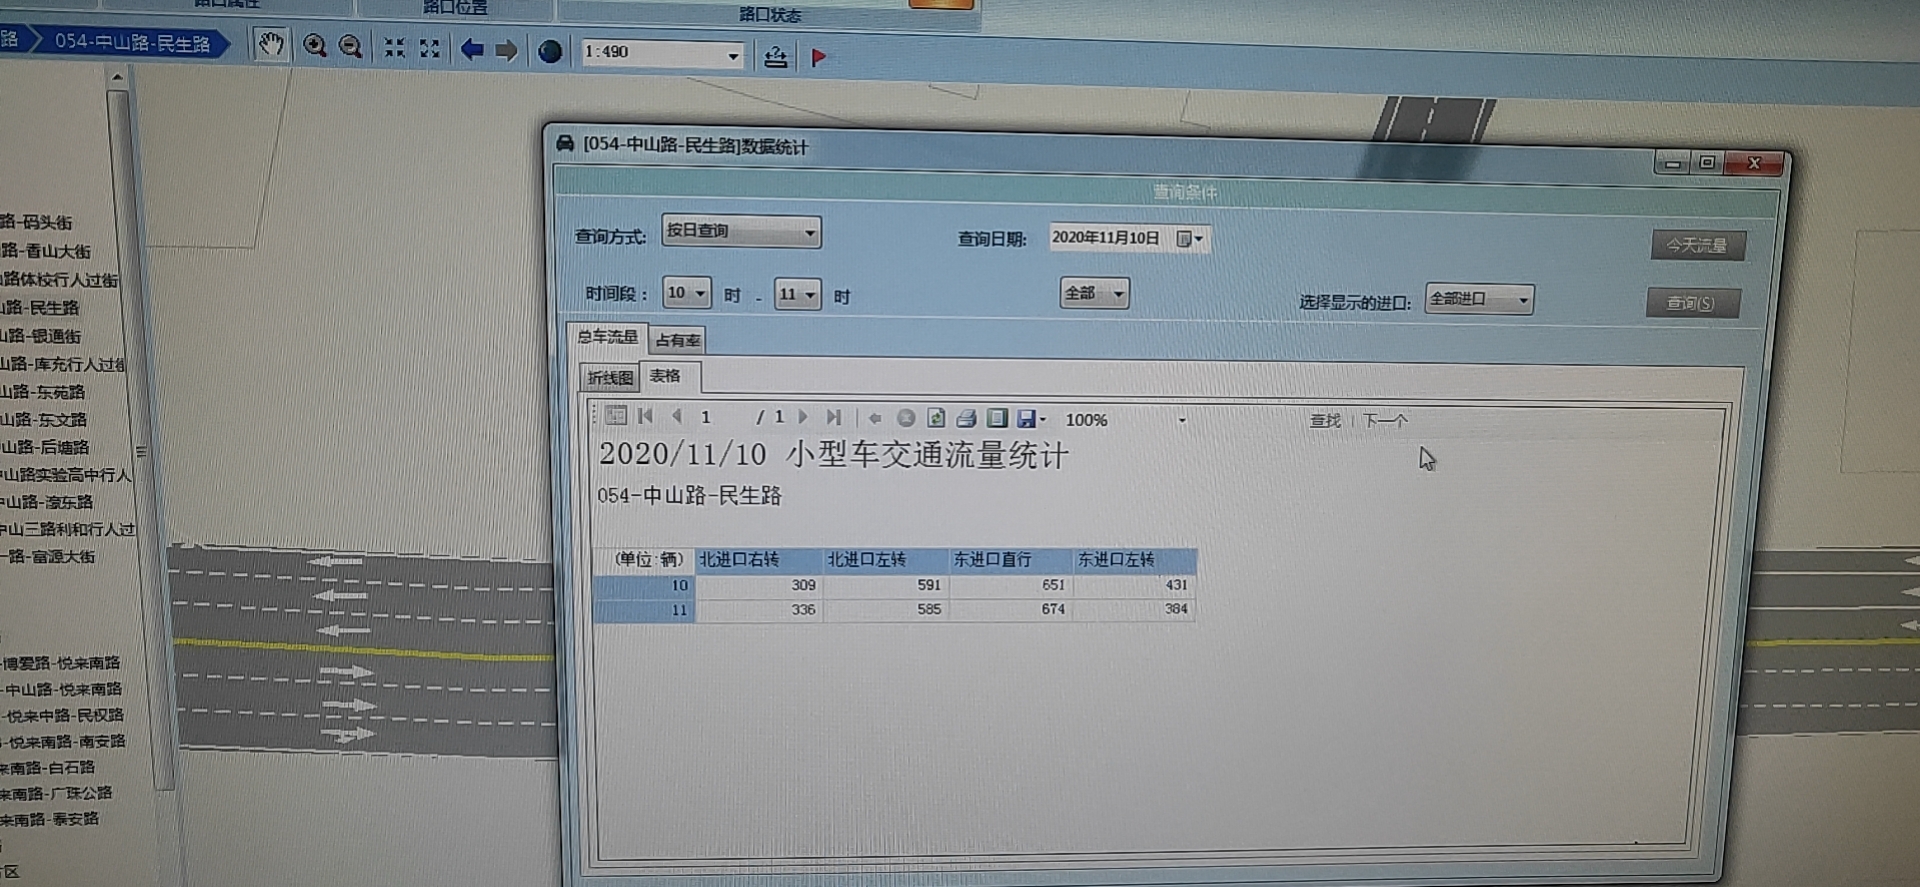 路口属性
路口位置
路口状态
路
054-中山路-民生路
1:490
路-码头街
路-香山大街
山路体校行人过街
山路-民生路
山路-银通街
山路-库充行人过街
山路-东苑路
山路-东文路
山路-后塘路
中山路实验高中行人
中山路-濠东路
中山三路利和行人过
一路-富源大街
-博爱路-悦来南路
-中山路-悦来南路
-悦来中路-民权路
-悦来南路-南安路
来南路-白石路
来南路-广珠公路
来南路-泰安路
区
[054-中山路-民生路]数据统计
查询条件
查询方式: 按日查询 查询日期: 2020年11月10日 今天流量
时间段: 10 时 - 11 时 全部 选择显示的进口: 全部进口 查询(S)
总车流量 占有率
折线图 表格
1 / 1 100% 查找 | 下一个
2020/11/10 小型车交通流量统计
054-中山路-民生路
(单位:辆) 北进口右转 北进口左转 东进口直行 东进口左转
10 309 591 651 431
11 336 585 674 384